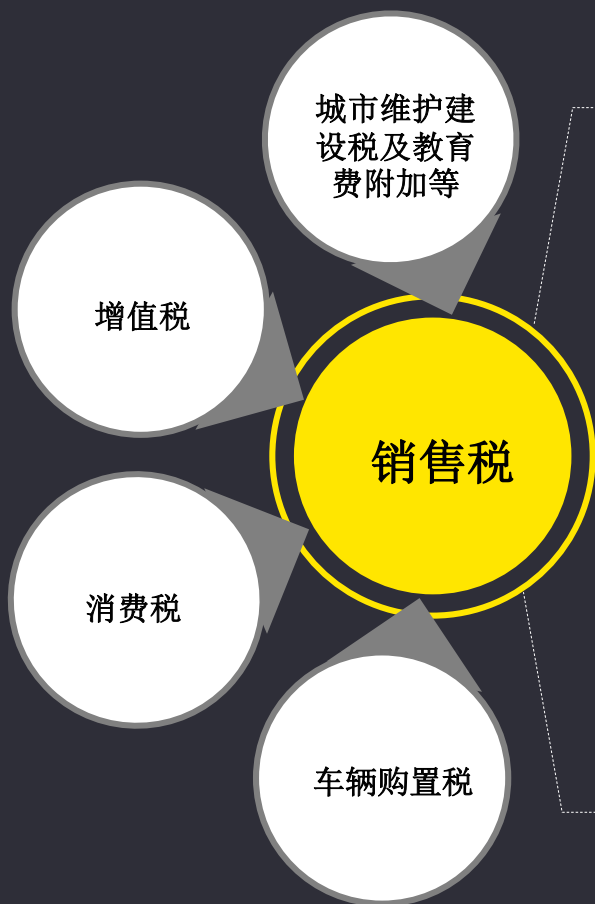 城市维护建
设税及教育
费附加等
增值税
销售税
消费税
车辆购置税